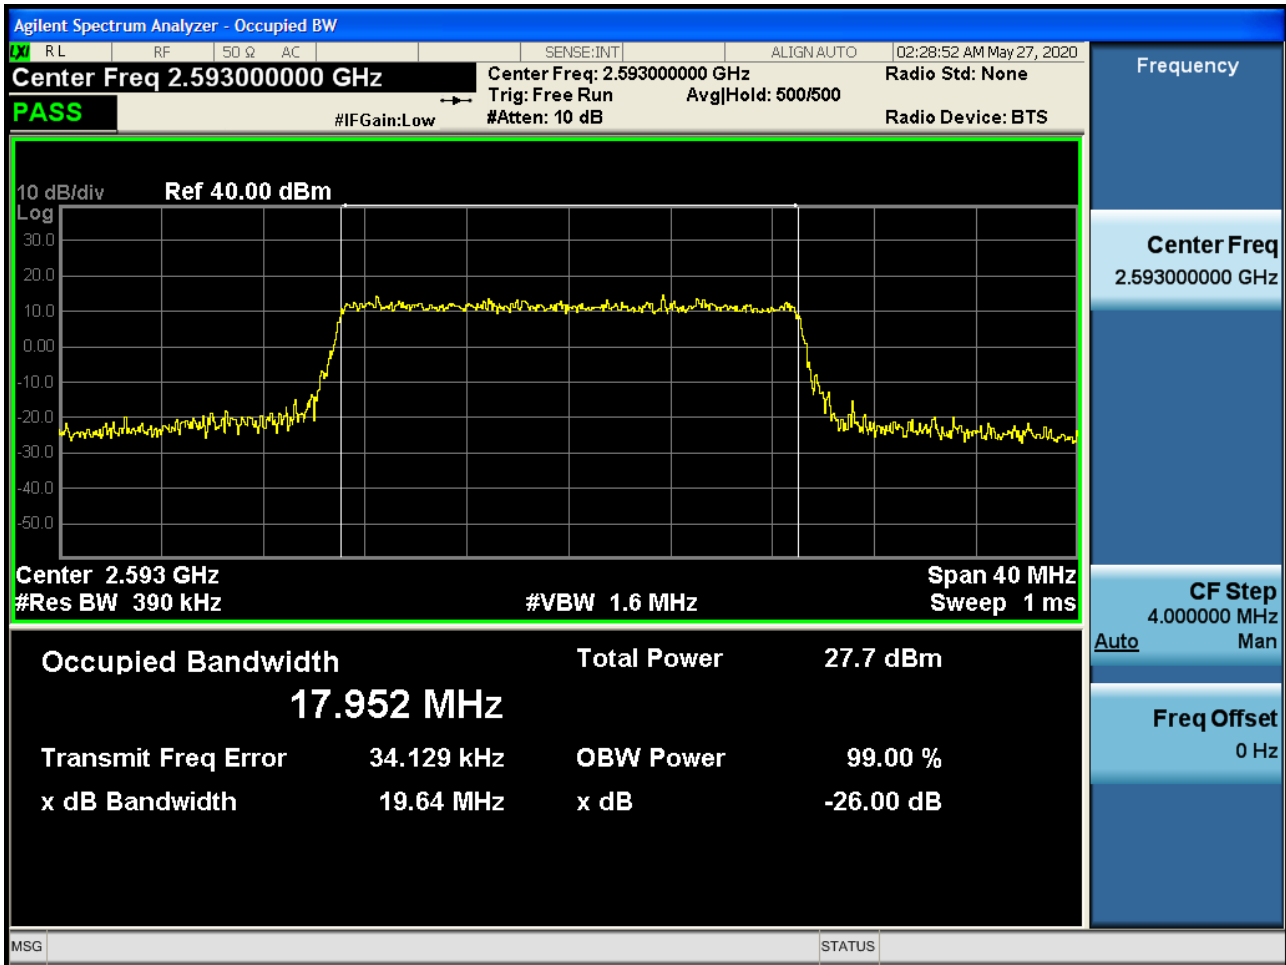 Agilent Spectrum Analyzer - Occupied BW
LXI RL RF 50 Ω AC SENSE:INT ALIGN AUTO 02:28:52 AM May 27, 2020
Center Freq 2.593000000 GHz
Center Freq: 2.593000000 GHz
Radio Std: None
Trig: Free Run Avg|Hold: 500/500
PASS
#IFGain:Low
#Atten: 10 dB
Radio Device: BTS
10 dB/div Ref 40.00 dBm
Log
30.0
20.0
10.0
0.00
-10.0
-20.0
-30.0
-40.0
-50.0
Center 2.593 GHz Span 40 MHz
#Res BW 390 kHz #VBW 1.6 MHz Sweep 1 ms
Occupied Bandwidth Total Power 27.7 dBm
17.952 MHz
Transmit Freq Error 34.129 kHz OBW Power 99.00 %
x dB Bandwidth 19.64 MHz x dB -26.00 dB
Frequency
Center Freq
2.593000000 GHz
CF Step
4.000000 MHz
Auto Man
Freq Offset
0 Hz
MSG STATUS